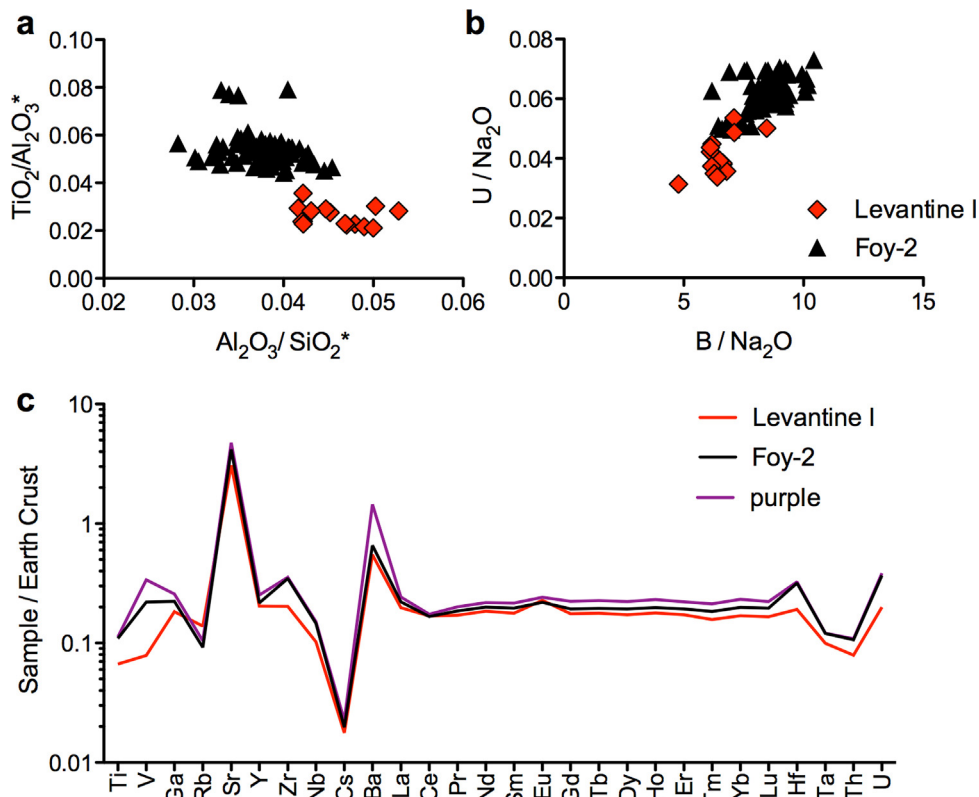 a
0.10
0.08
0.06
0.04
0.02
0.00
TiO₂/Al₂O₃*
0.02 0.03 0.04 0.05 0.06
Al₂O₃/ SiO₂*
b
0.08
0.06
0.04
0.02
0.00
U / Na₂O
0 5 10 15
B / Na₂O
Levantine I
Foy-2
c
10
1
0.1
0.01
Sample / Earth Crust
Levantine I
Foy-2
purple
Ti V Ga Rb Sr Y Zr Nb Cs Ba La Ce Pr Nd Sm Eu Gd Tb Dy Ho Er Tm Yb Lu Hf Ta Th U